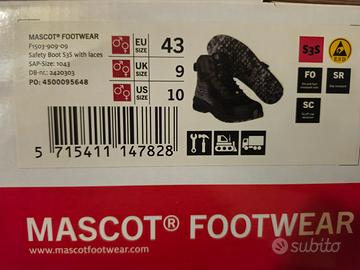 MASCOT® FOOTWEAR
F1503-909-09
Safety Boot S3S with laces
SAP-Size: 1043
DB-nr.: 2420303
PO: 4500095648
EU SIZE 43
UK SIZE 9
US SIZE 10
S3S
ESD
FO
SR
SC
5 715411 147828
MASCOT® FOOTWEAR
www.mascotfootwear.com
subito